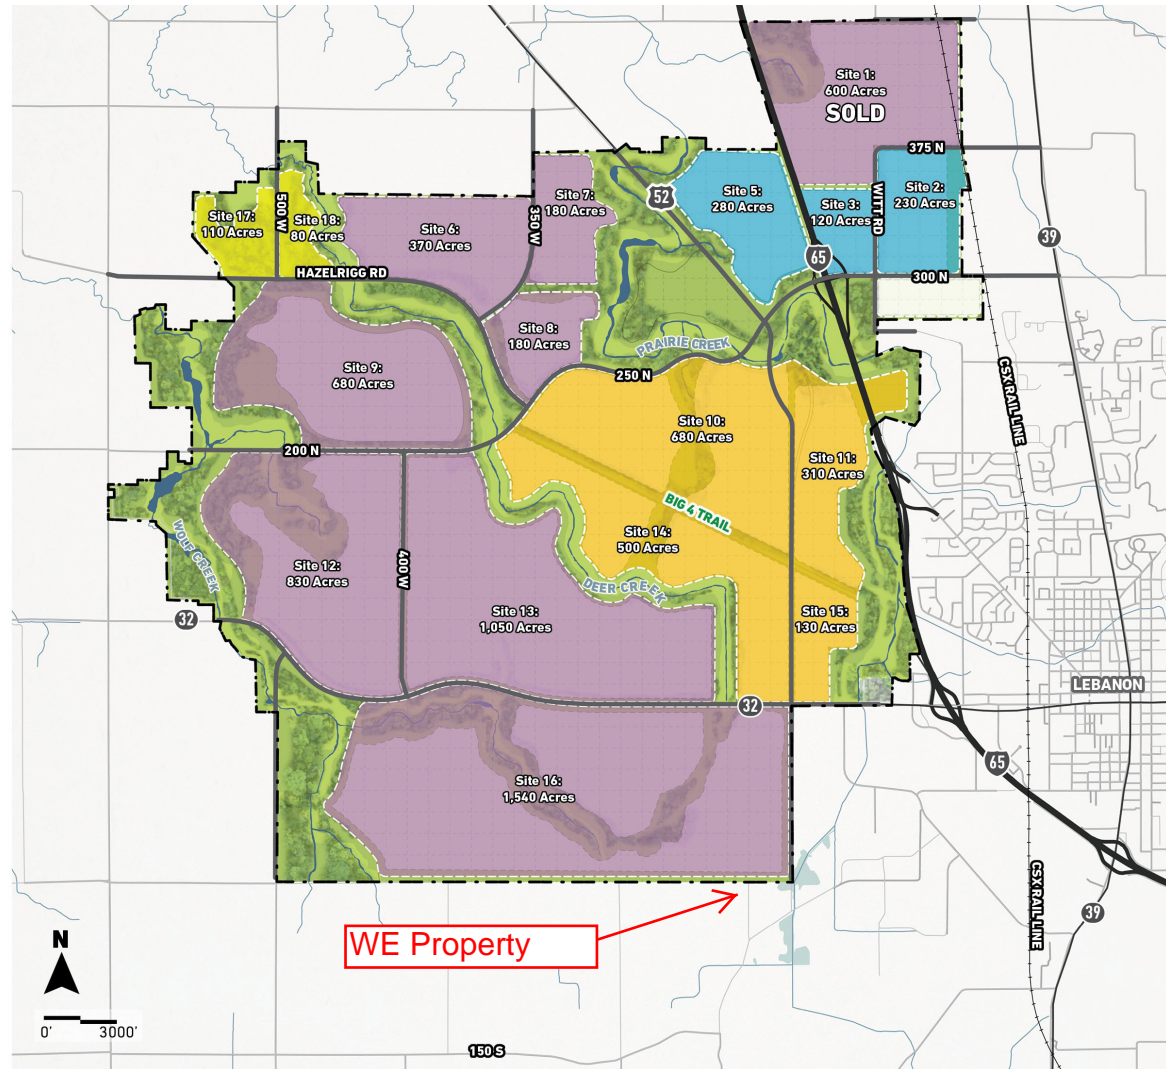 Site 1:
600 Acres
SOLD
375 N
52
Site 7:
180 Acres
Site 5:
280 Acres
Site 3:
120 Acres
WITT RD
Site 2:
230 Acres
39
Site 17:
110 Acres
500 W
Site 18:
80 Acres
Site 6:
370 Acres
350 W
65
300 N
HAZELRIGG RD
Site 8:
180 Acres
PRAIRIE CREEK
250 N
Site 9:
680 Acres
CSX RAIL LINE
Site 10:
680 Acres
200 N
Site 11:
310 Acres
BIG 4 TRAIL
Site 14:
500 Acres
WOLF CREEK
400 W
Site 12:
830 Acres
DEER CREEK
Site 13:
1,050 Acres
Site 15:
130 Acres
32
LEBANON
32
65
Site 16:
1,540 Acres
CSX RAIL LINE
39
WE Property
N
0' 3000'
150 S